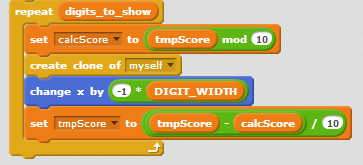 repeat digits_to_show
set calcScore to tmpScore mod 10
create clone of myself
change x by -1 * DIGIT_WIDTH
set tmpScore to tmpScore - calcScore / 10